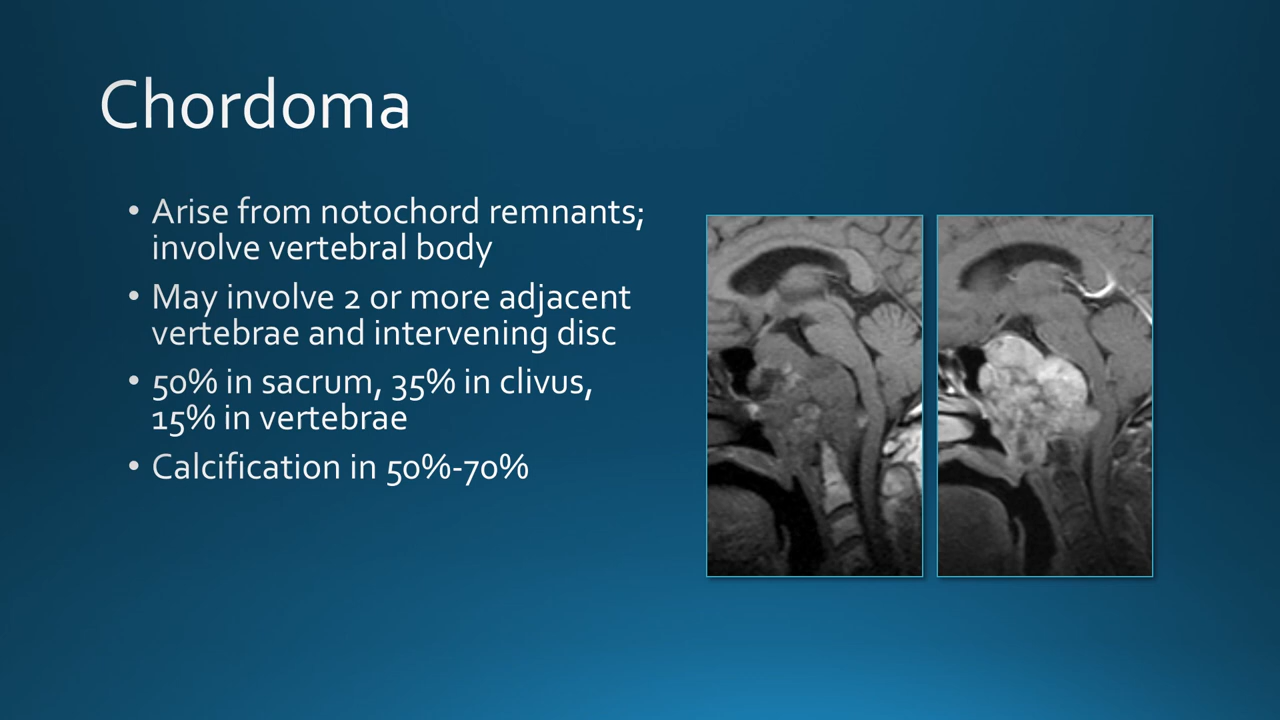 Chordoma
• Arise from notochord remnants;
involve vertebral body
• May involve 2 or more adjacent
vertebrae and intervening disc
• 50% in sacrum, 35% in clivus,
15% in vertebrae
• Calcification in 50%-70%